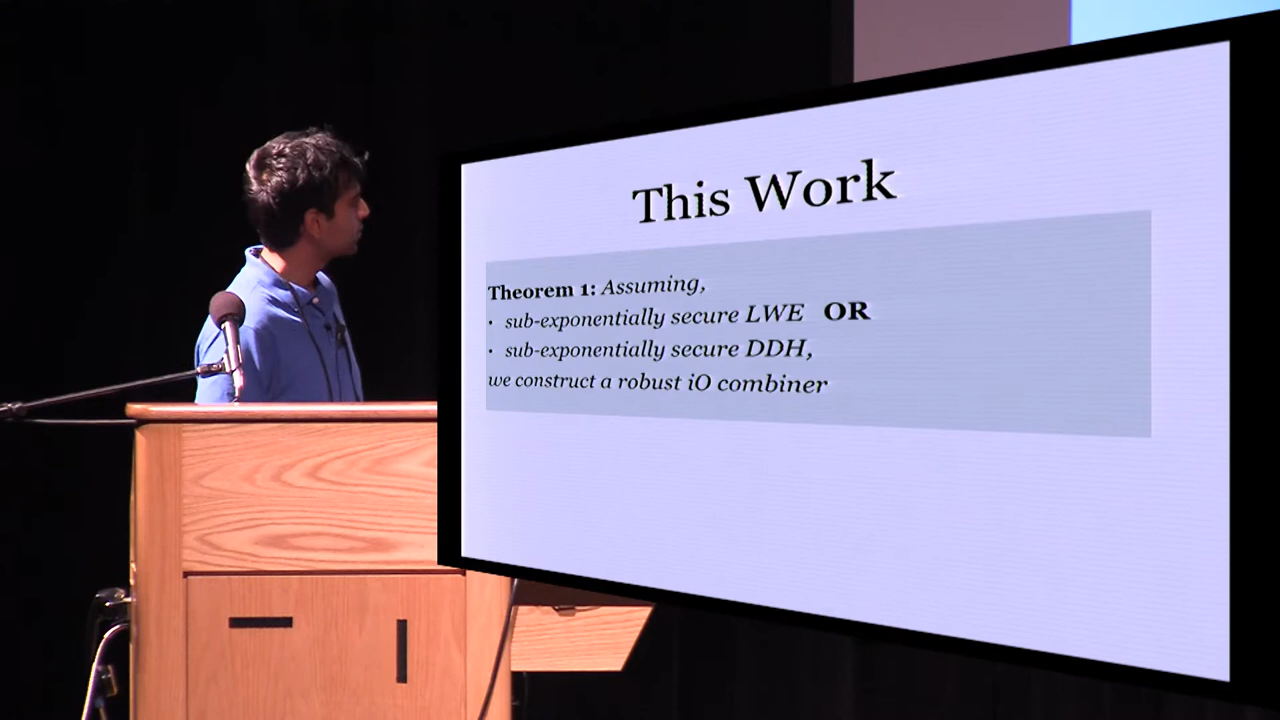 This Work
Theorem 1: Assuming,
• sub-exponentially secure LWE OR
• sub-exponentially secure DDH,
we construct a robust iO combiner